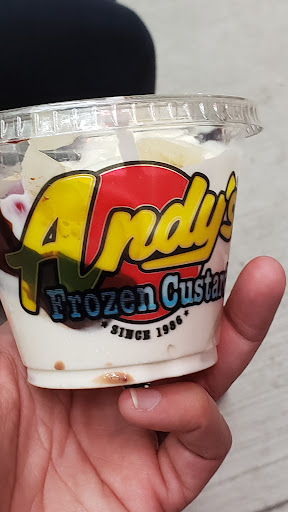 Andy's
Frozen Custard
★ SINCE 1986 ★